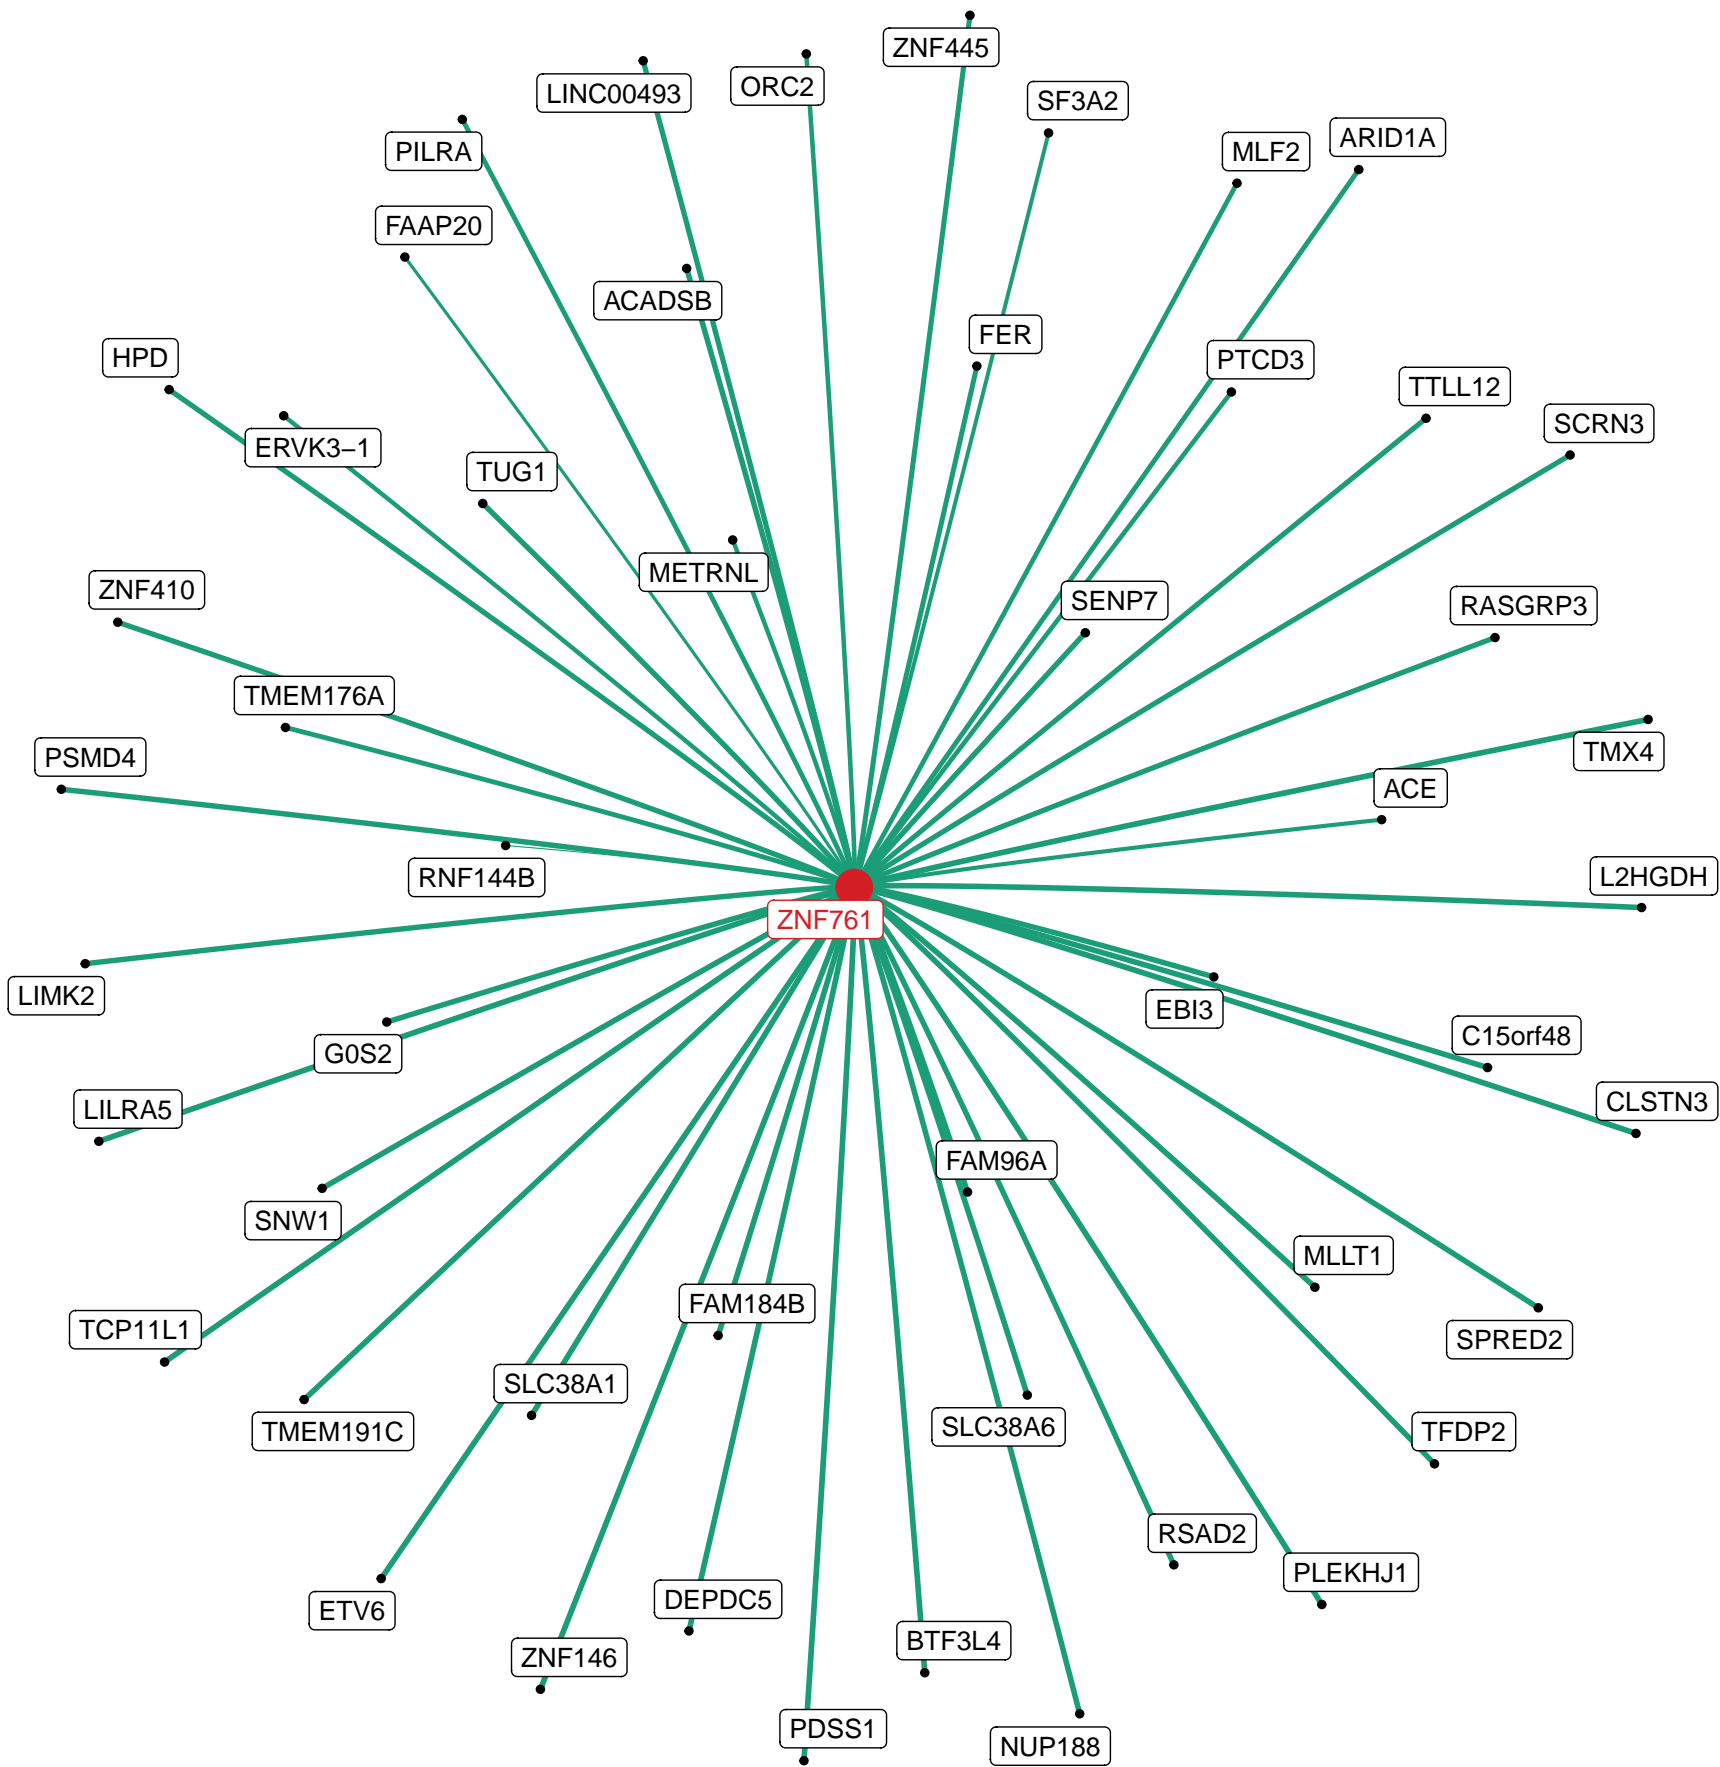 ZNF445
LINC00493
ORC2
SF3A2
ARID1A
PILRA
MLF2
FAAP20
ACADSB
FER
HPD
PTCD3
TTLL12
SCRN3
ERVK3–1
TUG1
METRNL
ZNF410
SENP7
RASGRP3
TMEM176A
TMX4
PSMD4
ACE
RNF144B
L2HGDH
ZNF761
LIMK2
EBI3
C15orf48
G0S2
LILRA5
CLSTN3
FAM96A
SNW1
MLLT1
FAM184B
TCP11L1
SPRED2
SLC38A1
TMEM191C
SLC38A6
TFDP2
RSAD2
PLEKHJ1
DEPDC5
ETV6
BTF3L4
ZNF146
PDSS1
NUP188